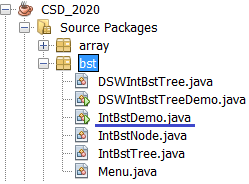 CSD_2020
Source Packages
array
bst
DSWIntBstTree.java
DSWIntBstTreeDemo.java
IntBstDemo.java
IntBstNode.java
IntBstTree.java
Menu.java